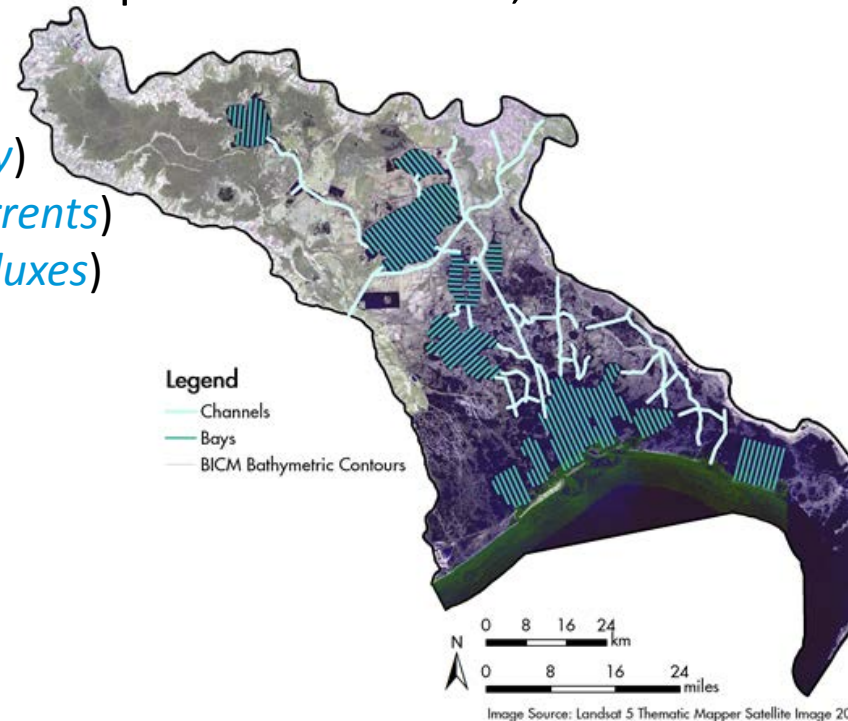 y)
rrents)
luxes)
Legend
Channels
Bays
BICM Bathymetric Contours
0 8 16 24
km
N
0 8 16 24
miles
Image Source: Landsat 5 Thematic Mapper Satellite Image 20